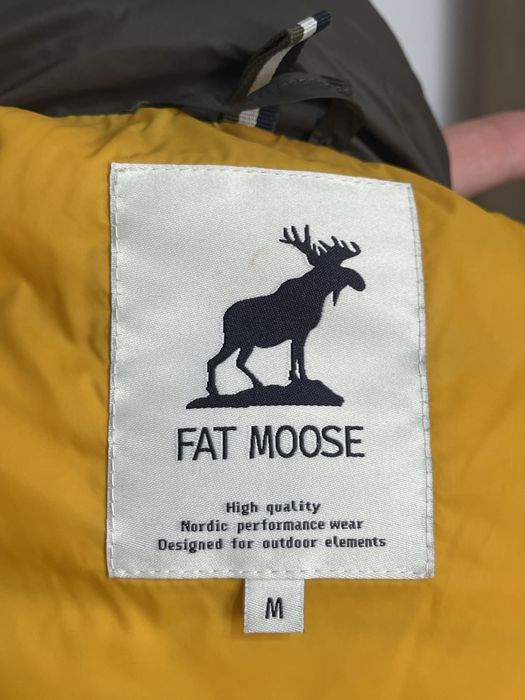 FAT MOOSE
High quality
Nordic performance wear
Designed for outdoor elements
M